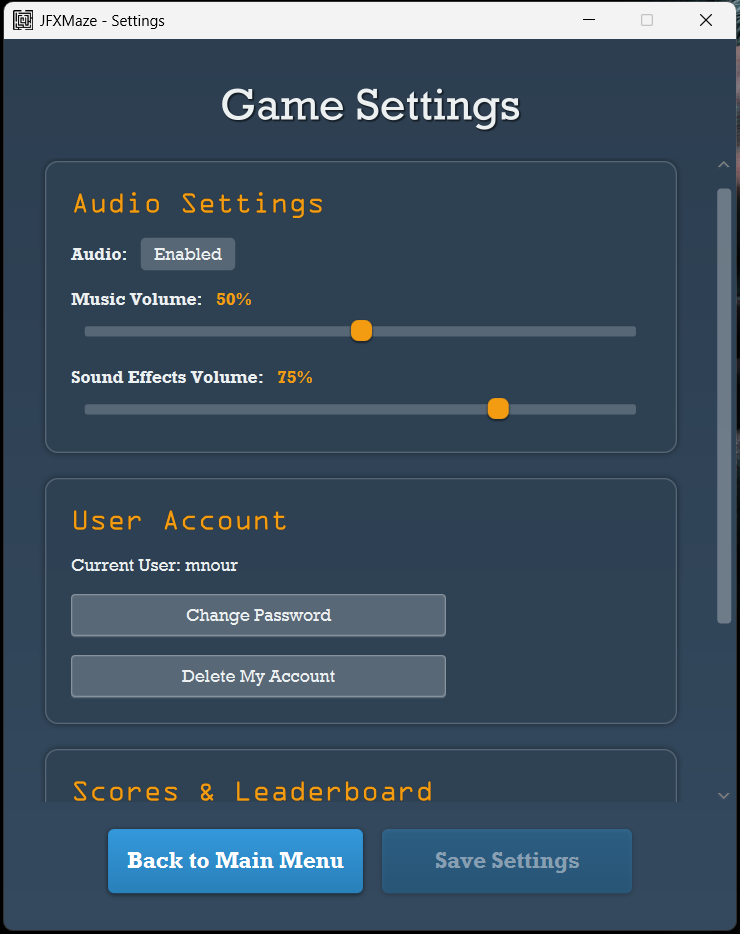 JFXMaze - Settings
Game Settings
Audio Settings
Audio: Enabled
Music Volume: 50%
Sound Effects Volume: 75%
User Account
Current User: mnour
Change Password
Delete My Account
Scores & Leaderboard
Back to Main Menu
Save Settings